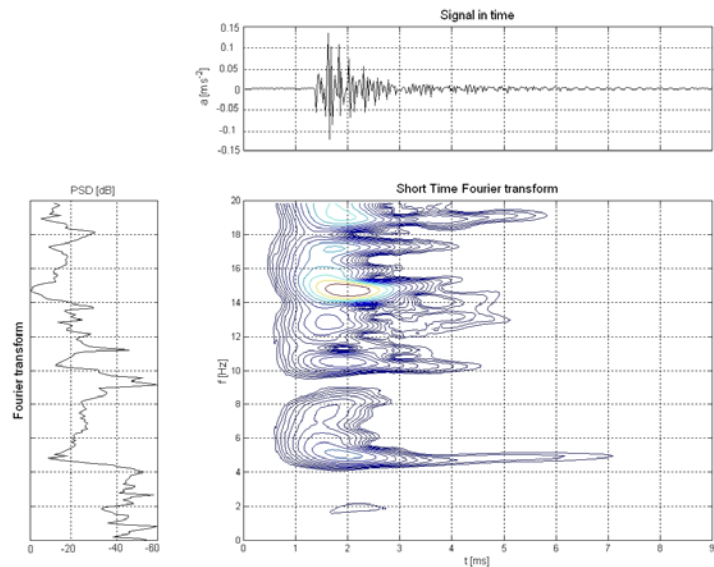 Signal in time
a [m s-2]
0.15
0.1
0.05
0
-0.05
-0.1
-0.15
PSD [dB]
Fourier transform
0 -20 -40 -60
Short Time Fourier transform
f [Hz]
20
18
16
14
12
10
8
6
4
2
0
0 1 2 3 4 5 6 7 8 9
t [ms]